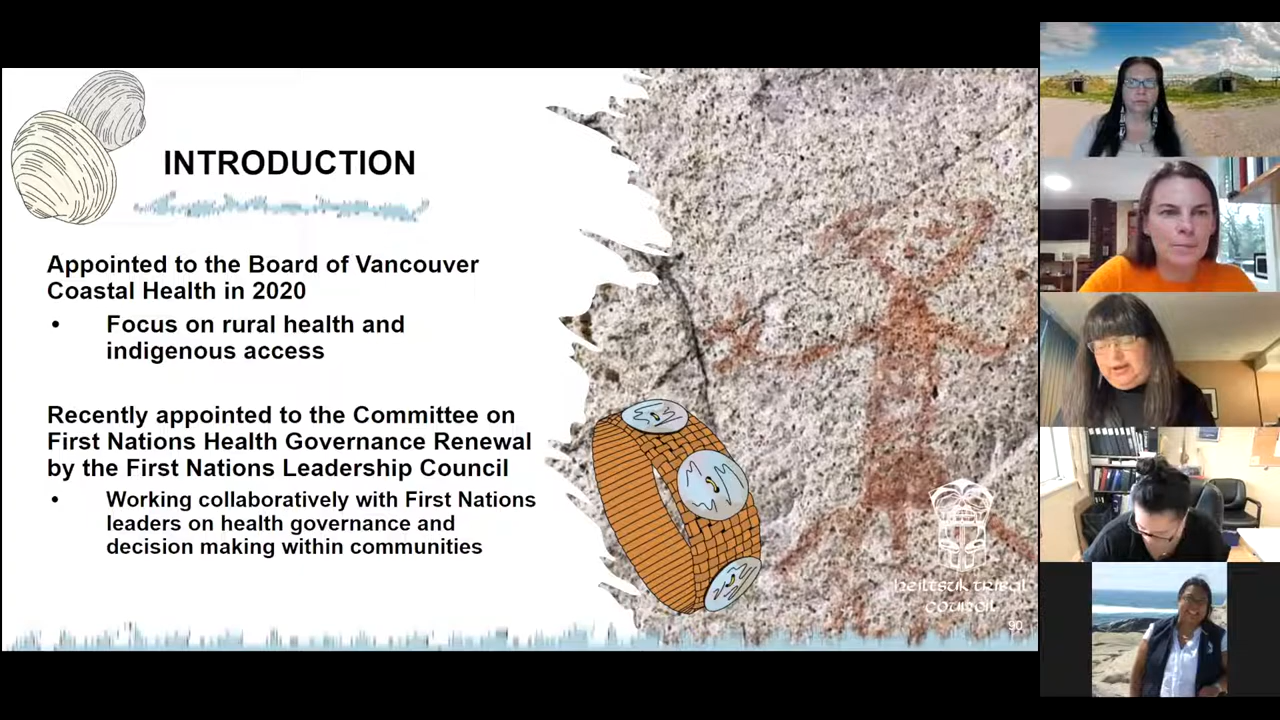 INTRODUCTION
Appointed to the Board of Vancouver
Coastal Health in 2020
• Focus on rural health and
indigenous access
Recently appointed to the Committee on
First Nations Health Governance Renewal
by the First Nations Leadership Council
• Working collaboratively with First Nations
leaders on health governance and
decision making within communities
HEILTSUK TRIBAL
COUNCIL
90